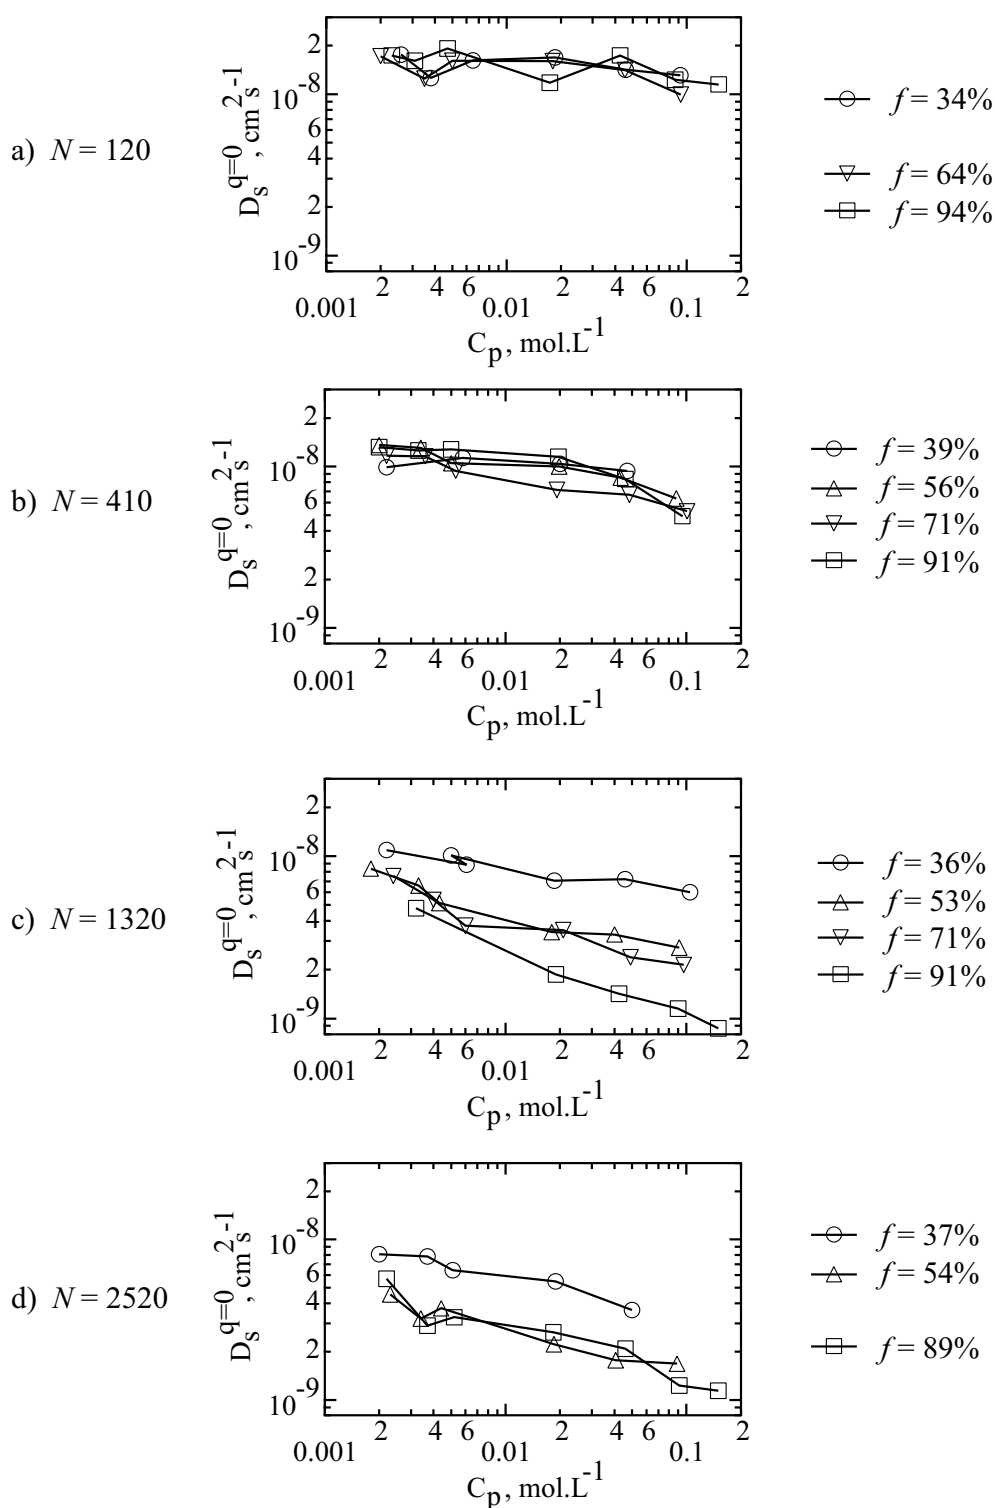 a) N = 120
D_s^{q=0}, cm^2s^-1
2
10^-8
6
4
2
10^-9
2 4 6 2 4 6 2
0.001 0.01 0.1
C_p, mol.L^-1
f = 34%
f = 64%
f = 94%
b) N = 410
D_s^{q=0}, cm^2s^-1
2
10^-8
6
4
2
10^-9
2 4 6 2 4 6 2
0.001 0.01 0.1
C_p, mol.L^-1
f = 39%
f = 56%
f = 71%
f = 91%
c) N = 1320
D_s^{q=0}, cm^2s^-1
2
10^-8
6
4
2
10^-9
2 4 6 2 4 6 2
0.001 0.01 0.1
C_p, mol.L^-1
f = 36%
f = 53%
f = 71%
f = 91%
d) N = 2520
D_s^{q=0}, cm^2s^-1
2
10^-8
6
4
2
10^-9
2 4 6 2 4 6 2
0.001 0.01 0.1
C_p, mol.L^-1
f = 37%
f = 54%
f = 89%